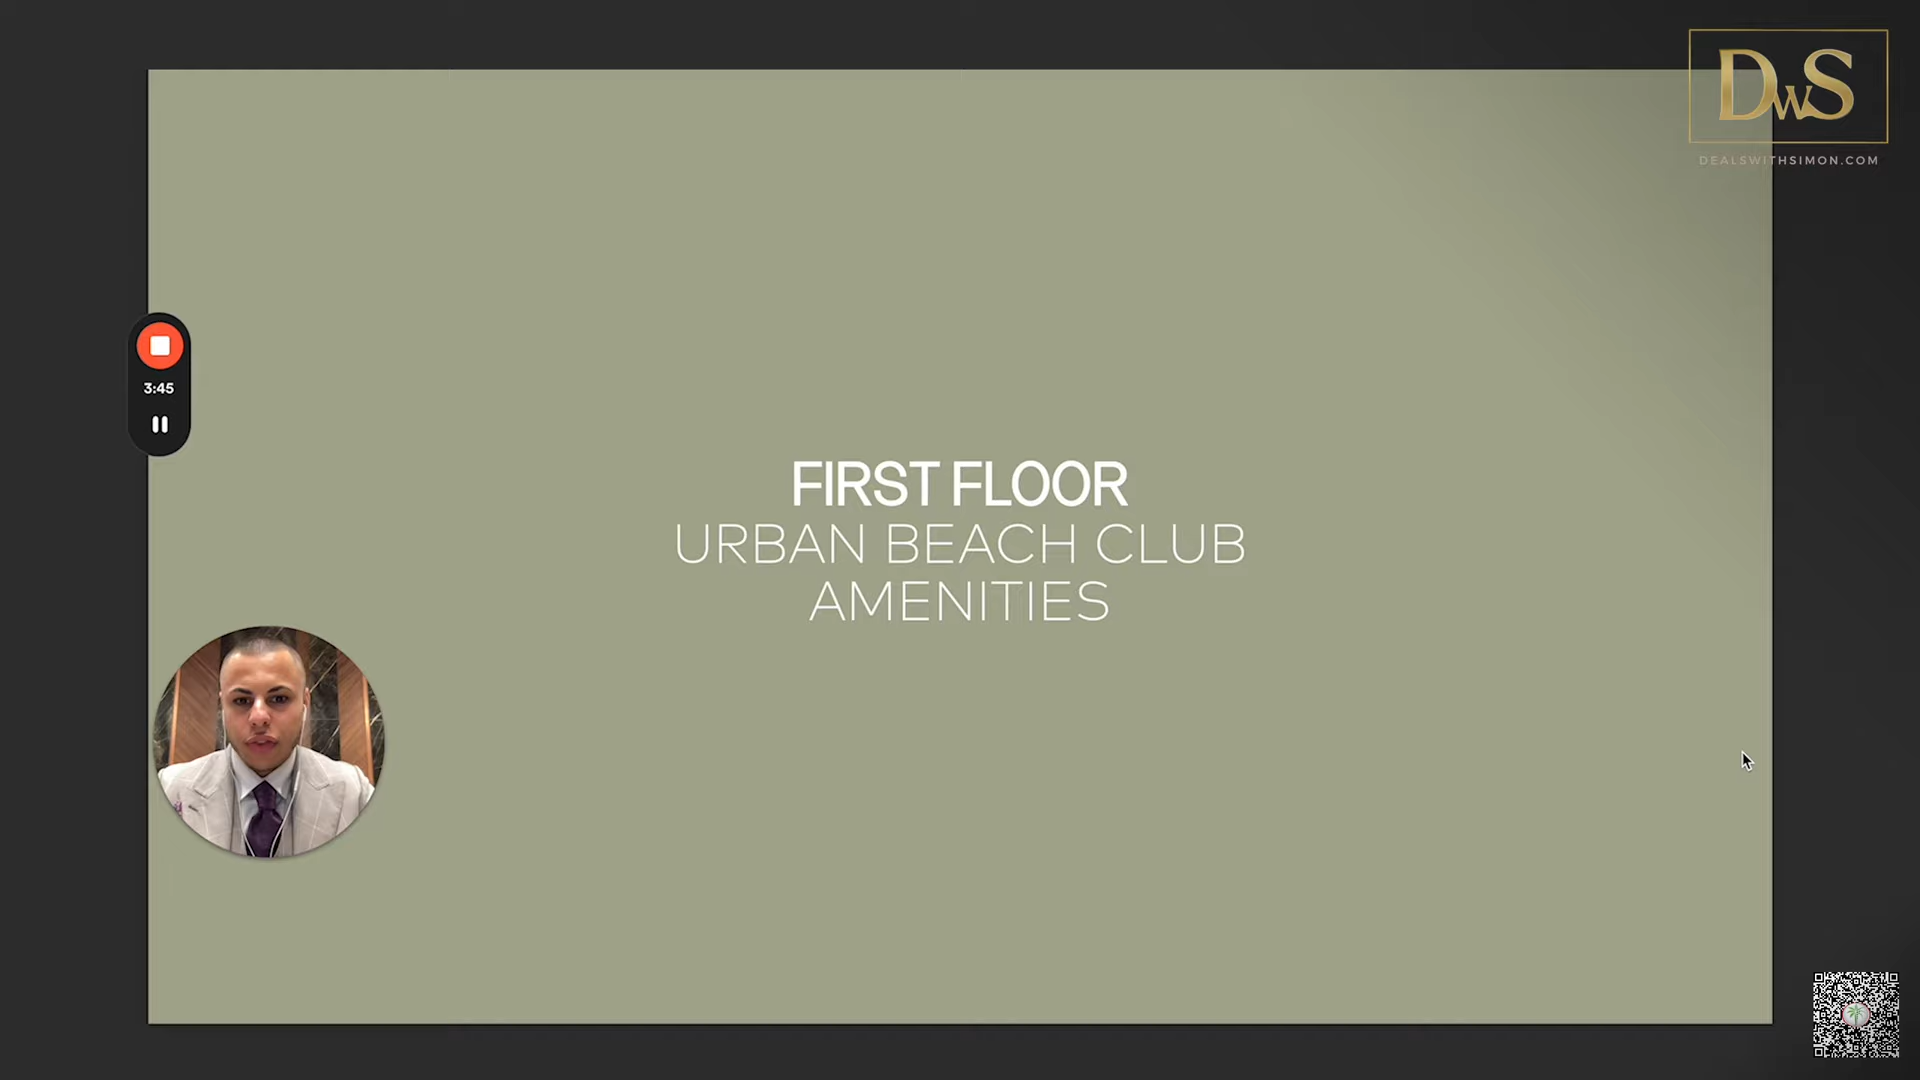 DWS
DEALSWITHSIMON.COM
3:45
FIRST FLOOR
URBAN BEACH CLUB
AMENITIES